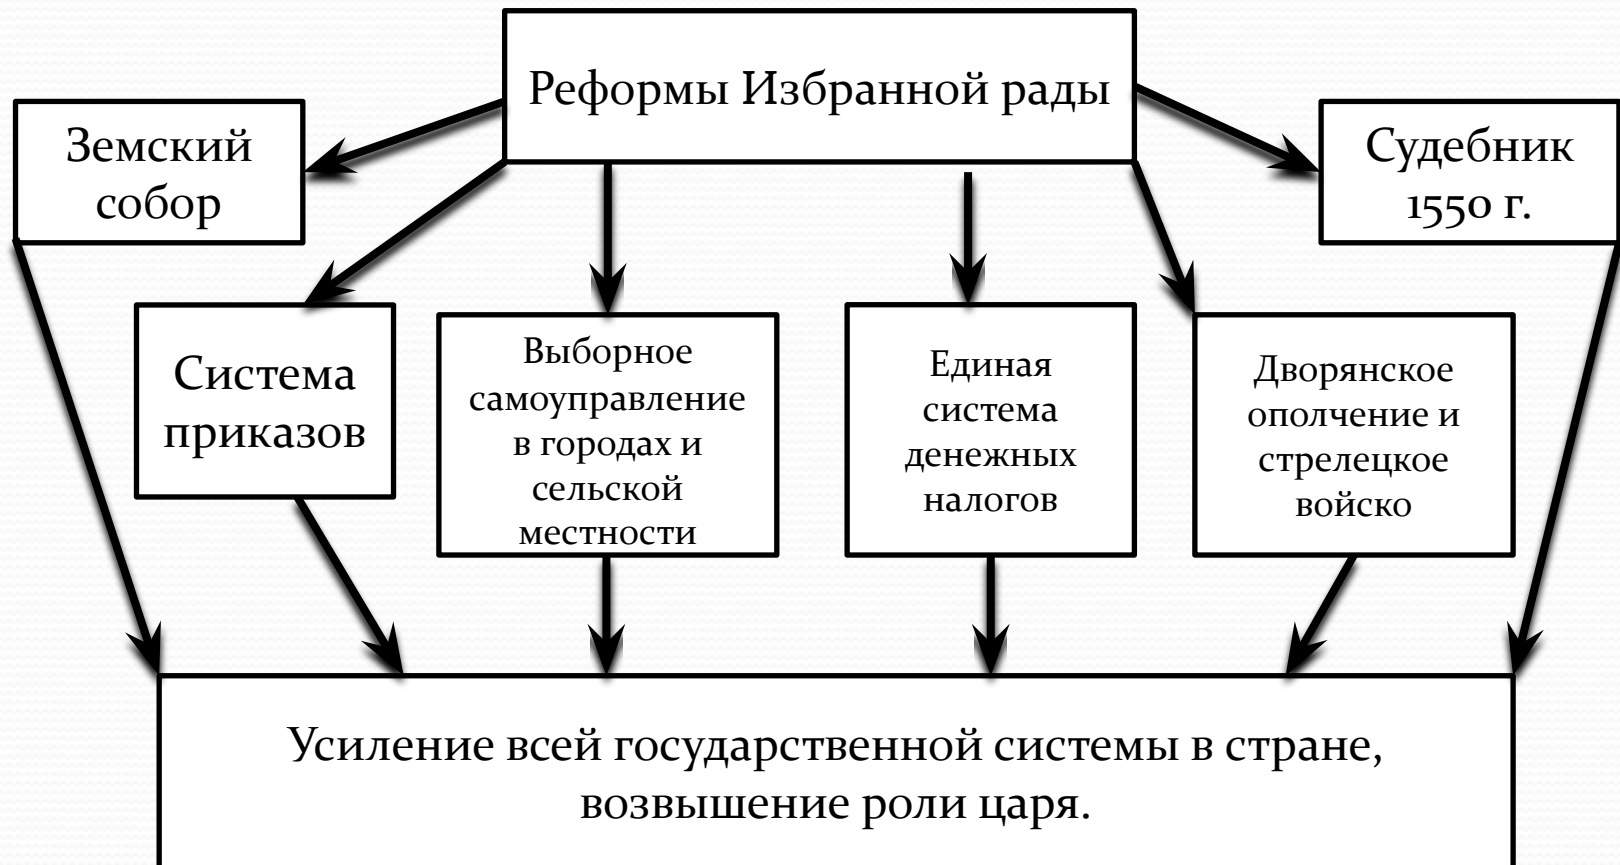 Реформы Избранной рады
Земский
собор
Судебник
1550 г.
Система
приказов
Выборное
самоуправление
в городах и
сельской
местности
Единая
система
денежных
налогов
Дворянское
ополчение и
стрелецкое
войско
Усиление всей государственной системы в стране,
возвышение роли царя.